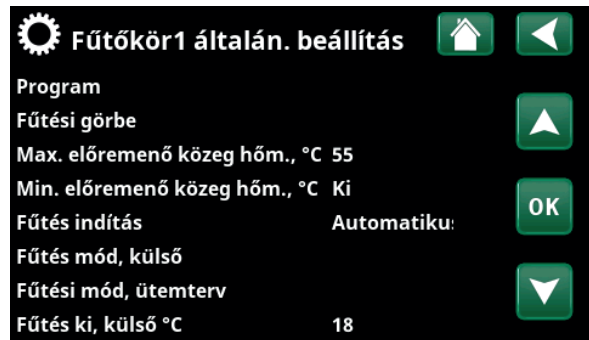 Fűtőkör1 általán. beállítás
Program
Fűtési görbe
Max. előremenő közeg hőm., °C 55
Min. előremenő közeg hőm., °C Ki
Fűtés indítás Automatiku
OK
Fűtés mód, külső
Fűtési mód, ütemterv
Fűtés ki, külső °C 18